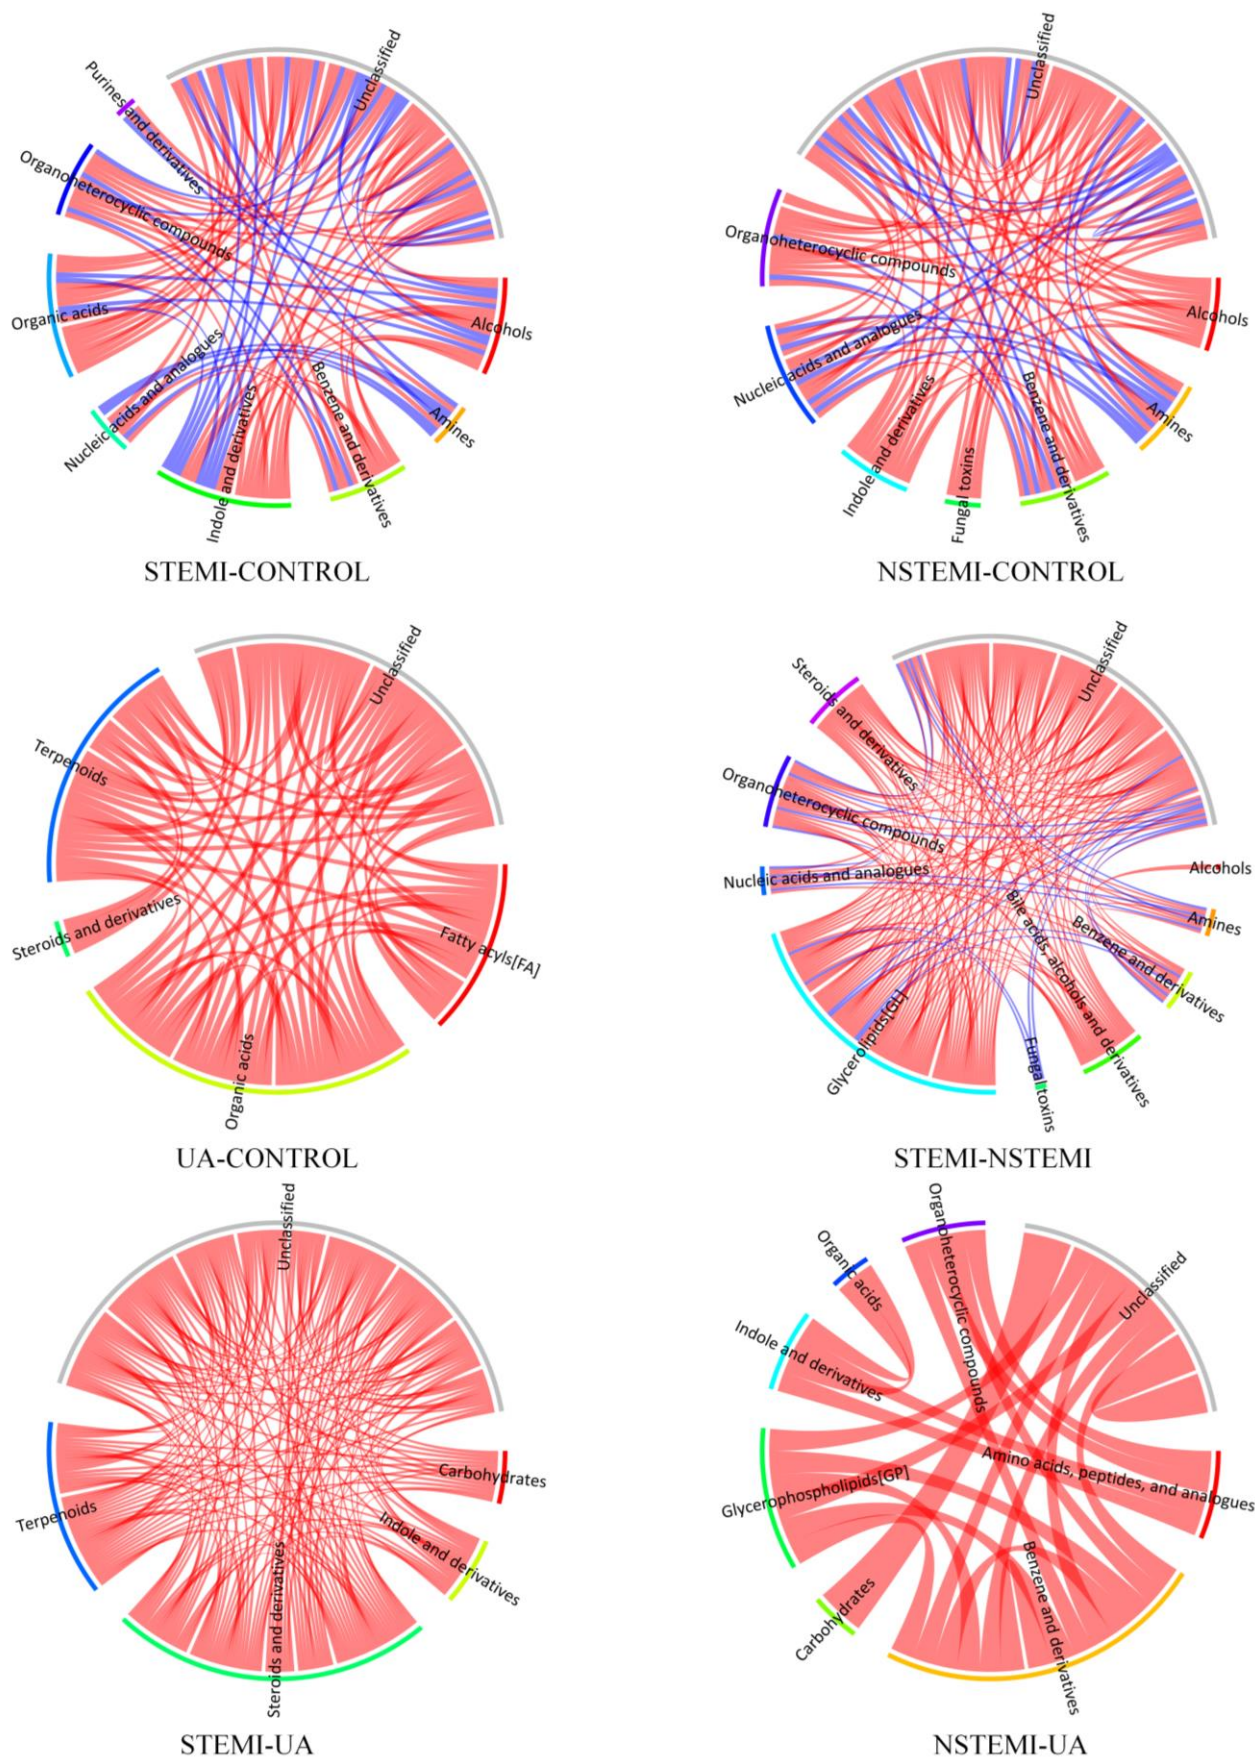 Unclassified
Purines and derivatives
Organoheterocyclic compounds
Organic acids
Nucleic acids and analogues
Indole and derivatives
Benzene and derivatives
Amines
Alcohols
STEMI-CONTROL
Unclassified
Organoheterocyclic compounds
Nucleic acids and analogues
Indole and derivatives
Fungal toxins
Benzene and derivatives
Amines
Alcohols
NSTEMI-CONTROL
Unclassified
Terpenoids
Steroids and derivatives
Organic acids
Fatty acyls[FA]
UA-CONTROL
Unclassified
Steroids and derivatives
Organoheterocyclic compounds
Nucleic acids and analogues
Glycerolipids[GL]
Fungal toxins
Bile acids, alcohols and derivatives
Benzene and derivatives
Amines
Alcohols
STEMI-NSTEMI
Unclassified
Terpenoids
Steroids and derivatives
Indole and derivatives
Carbohydrates
STEMI-UA
Unclassified
Organoheterocyclic compounds
Organic acids
Indole and derivatives
Glycerophospholipids[GP]
Carbohydrates
Benzene and derivatives
Amino acids, peptides, and analogues
NSTEMI-UA